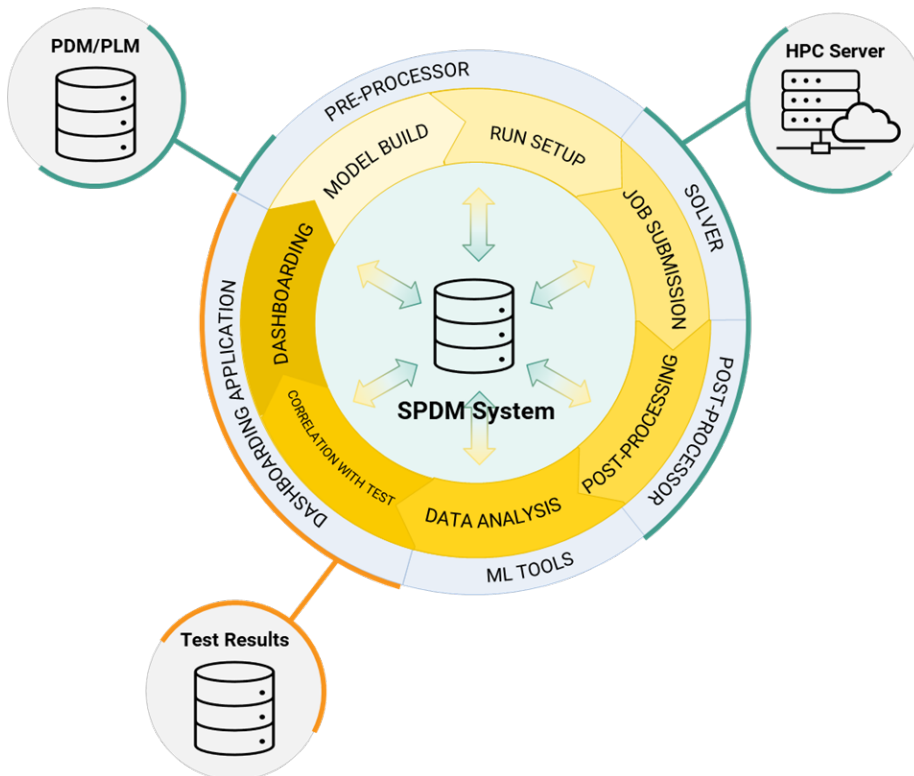 PDM/PLM
HPC Server
PRE-PROCESSOR
MODEL BUILD
RUN SETUP
SOLVER
JOB SUBMISSION
DASHBOARDING
DASHBOARDING APPLICATION
SPDM System
POST-PROCESSING
POST-PROCESSOR
CORRELATION WITH TEST
DATA ANALYSIS
ML TOOLS
Test Results